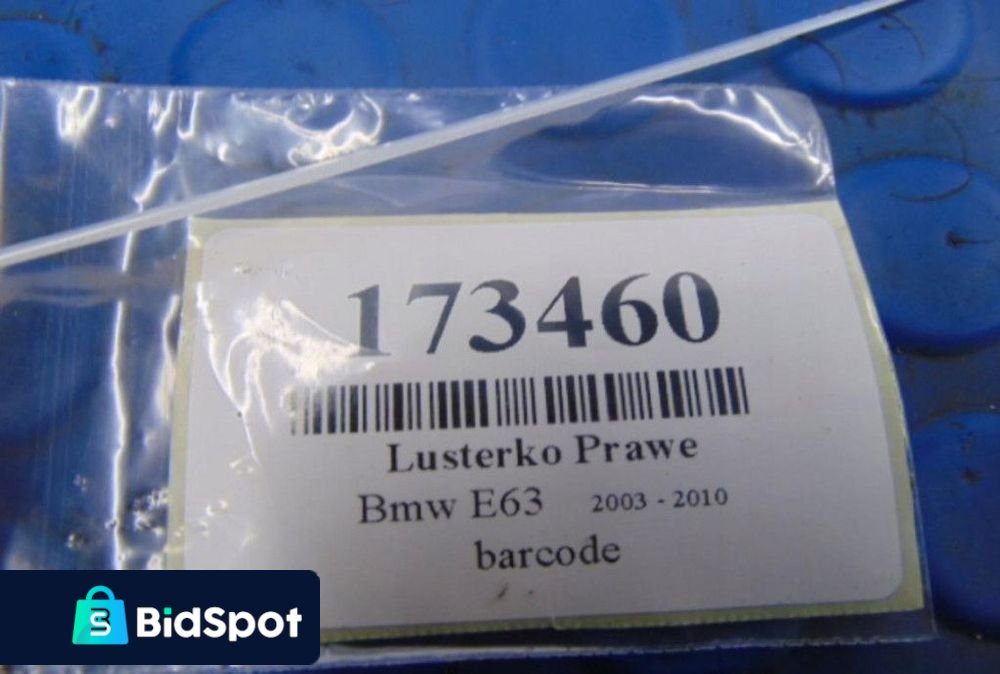 173460
Lusterko Prawe
Bmw E63 2003 - 2010
barcode
BidSpot